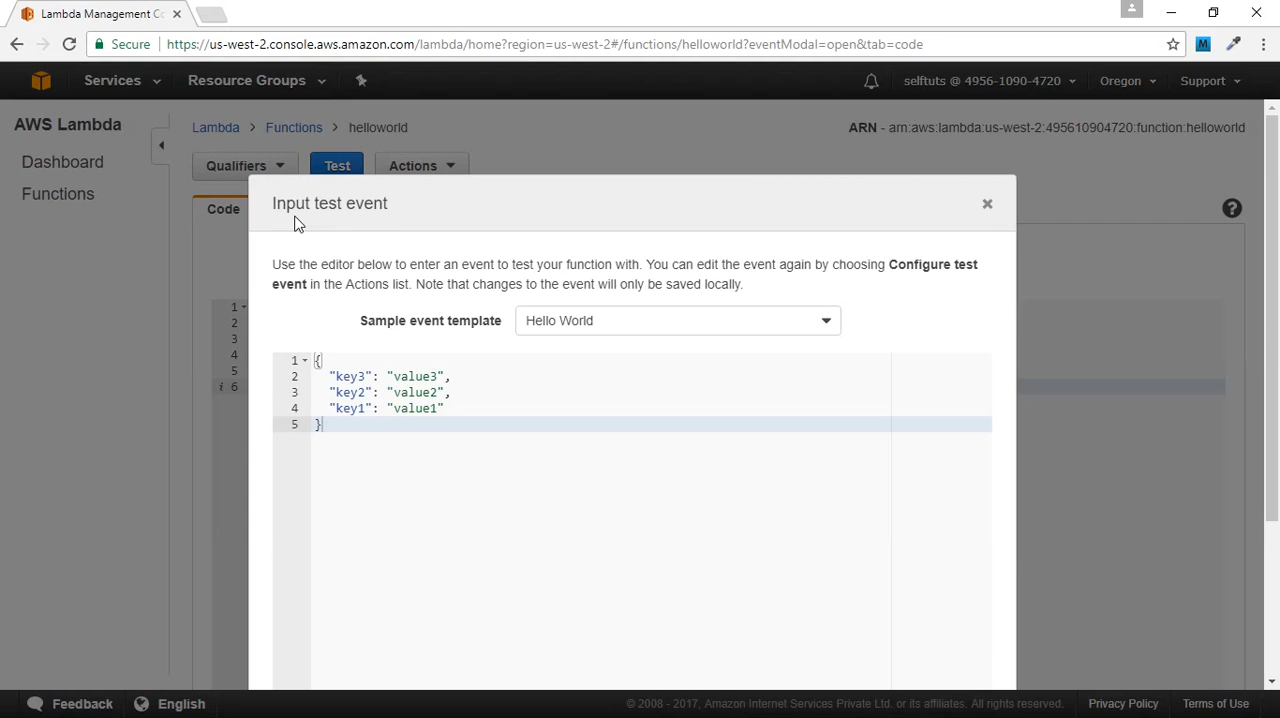 Lambda Management Co
Secure
https://us-west-2.console.aws.amazon.com/lambda/home?region=us-west-2#/functions/helloworld?eventModal=open&tab=code
M
Services
Resource Groups
selftuts @ 4956-1090-4720
Oregon
Support
AWS Lambda
Dashboard
Functions
Lambda > Functions > helloworld
ARN - arn:aws:lambda:us-west-2:495610904720:function:helloworld
Qualifiers
Test
Actions
Code
?
Input test event
×
Use the editor below to enter an event to test your function with. You can edit the event again by choosing Configure test
event in the Actions list. Note that changes to the event will only be saved locally.
Sample event template
Hello World
1
2
3
4
5
i 6
1 {
2 "key3": "value3",
3 "key2": "value2",
4 "key1": "value1"
5 }
Feedback
English
© 2008 - 2017, Amazon Internet Services Private Ltd. or its affiliates. All rights reserved.
Privacy Policy
Terms of Use